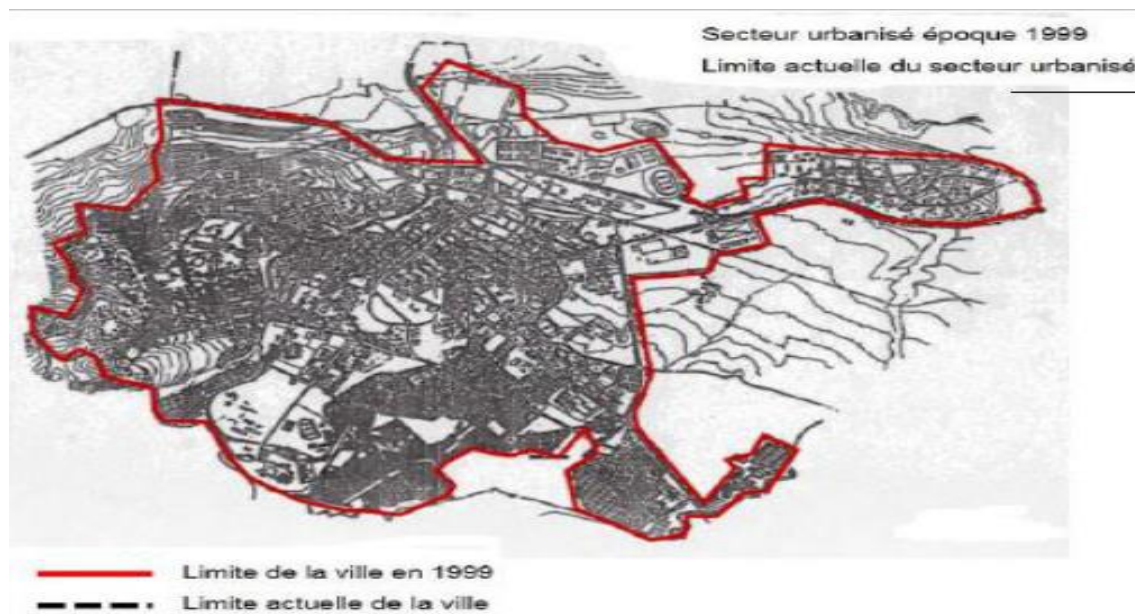 Secteur urbanisé époque 1999
Limite actuelle du secteur urbanisé
Limite de la ville en 1999
Limite actuelle de la ville